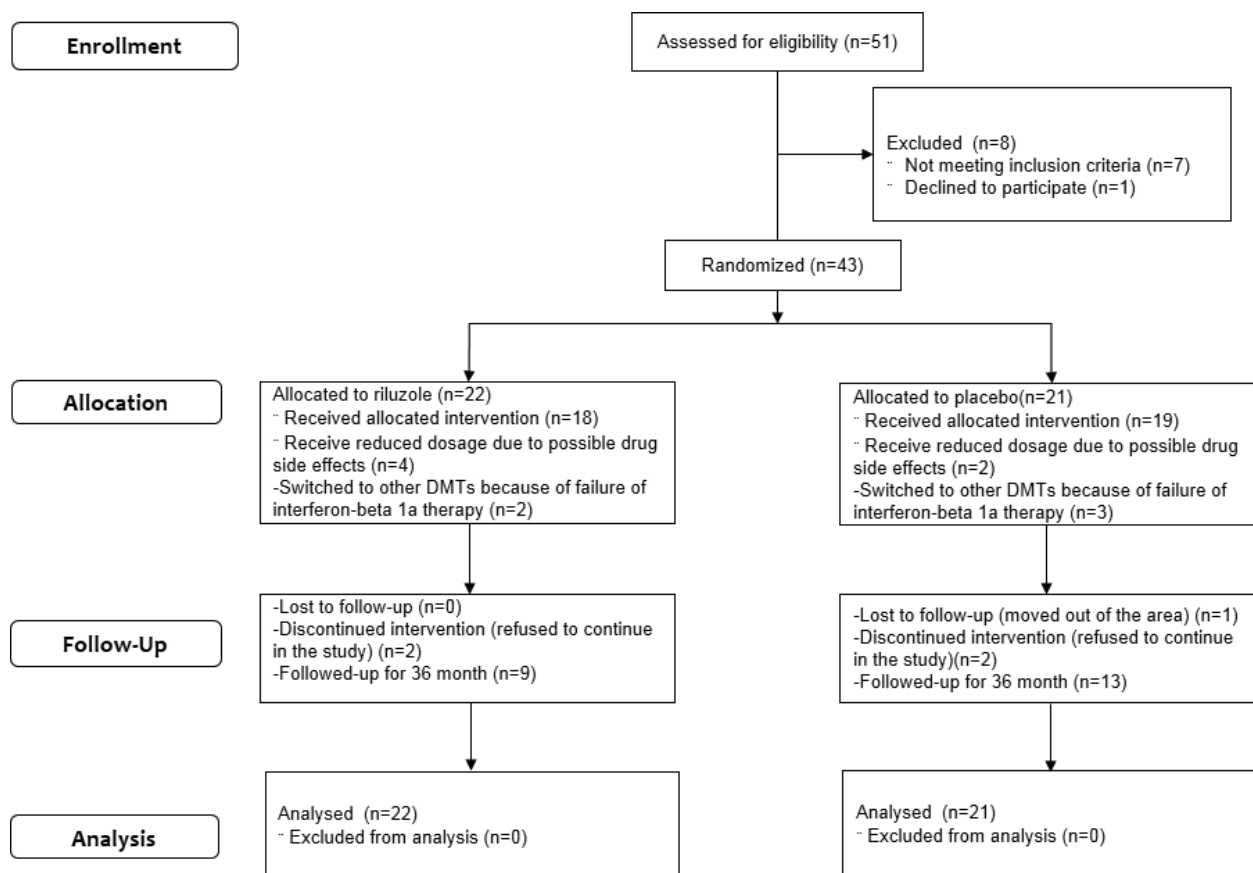 Enrollment
Assessed for eligibility (n=51)
Excluded  (n=8)
¨ Not meeting inclusion criteria (n=7)
¨ Declined to participate (n=1)
Randomized (n=43)
Allocation
Allocated to riluzole (n=22)
¨ Received allocated intervention (n=18)
¨ Receive reduced dosage due to possible drug
side effects (n=4)
-Switched to other DMTs because of failure of
interferon-beta 1a therapy (n=2)
Allocated to placebo(n=21)
¨ Received allocated intervention (n=19)
¨ Receive reduced dosage due to possible drug
side effects (n=2)
-Switched to other DMTs because of failure of
interferon-beta 1a therapy (n=3)
Follow-Up
-Lost to follow-up (n=0)
-Discontinued intervention (refused to continue
in the study) (n=2)
-Followed-up for 36 month (n=9)
-Lost to follow-up (moved out of the area) (n=1)
-Discontinued intervention (refused to continue
in the study)(n=2)
-Followed-up for 36 month (n=13)
Analysis
Analysed  (n=22)
¨ Excluded from analysis (n=0)
Analysed  (n=21)
¨ Excluded from analysis (n=0)